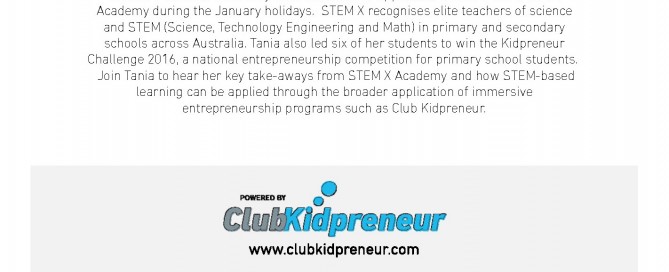 Academy during the January holidays. STEM X recognises elite teachers of science
and STEM (Science, Technology Engineering and Math) in primary and secondary
schools across Australia. Tania also led six of her students to win the Kidpreneur
Challenge 2016, a national entrepreneurship competition for primary school students.
Join Tania to hear her key take-aways from STEM X Academy and how STEM-based
learning can be applied through the broader application of immersive
entrepreneurship programs such as Club Kidpreneur.
POWERED BY
ClubKidpreneur
www.clubkidpreneur.com